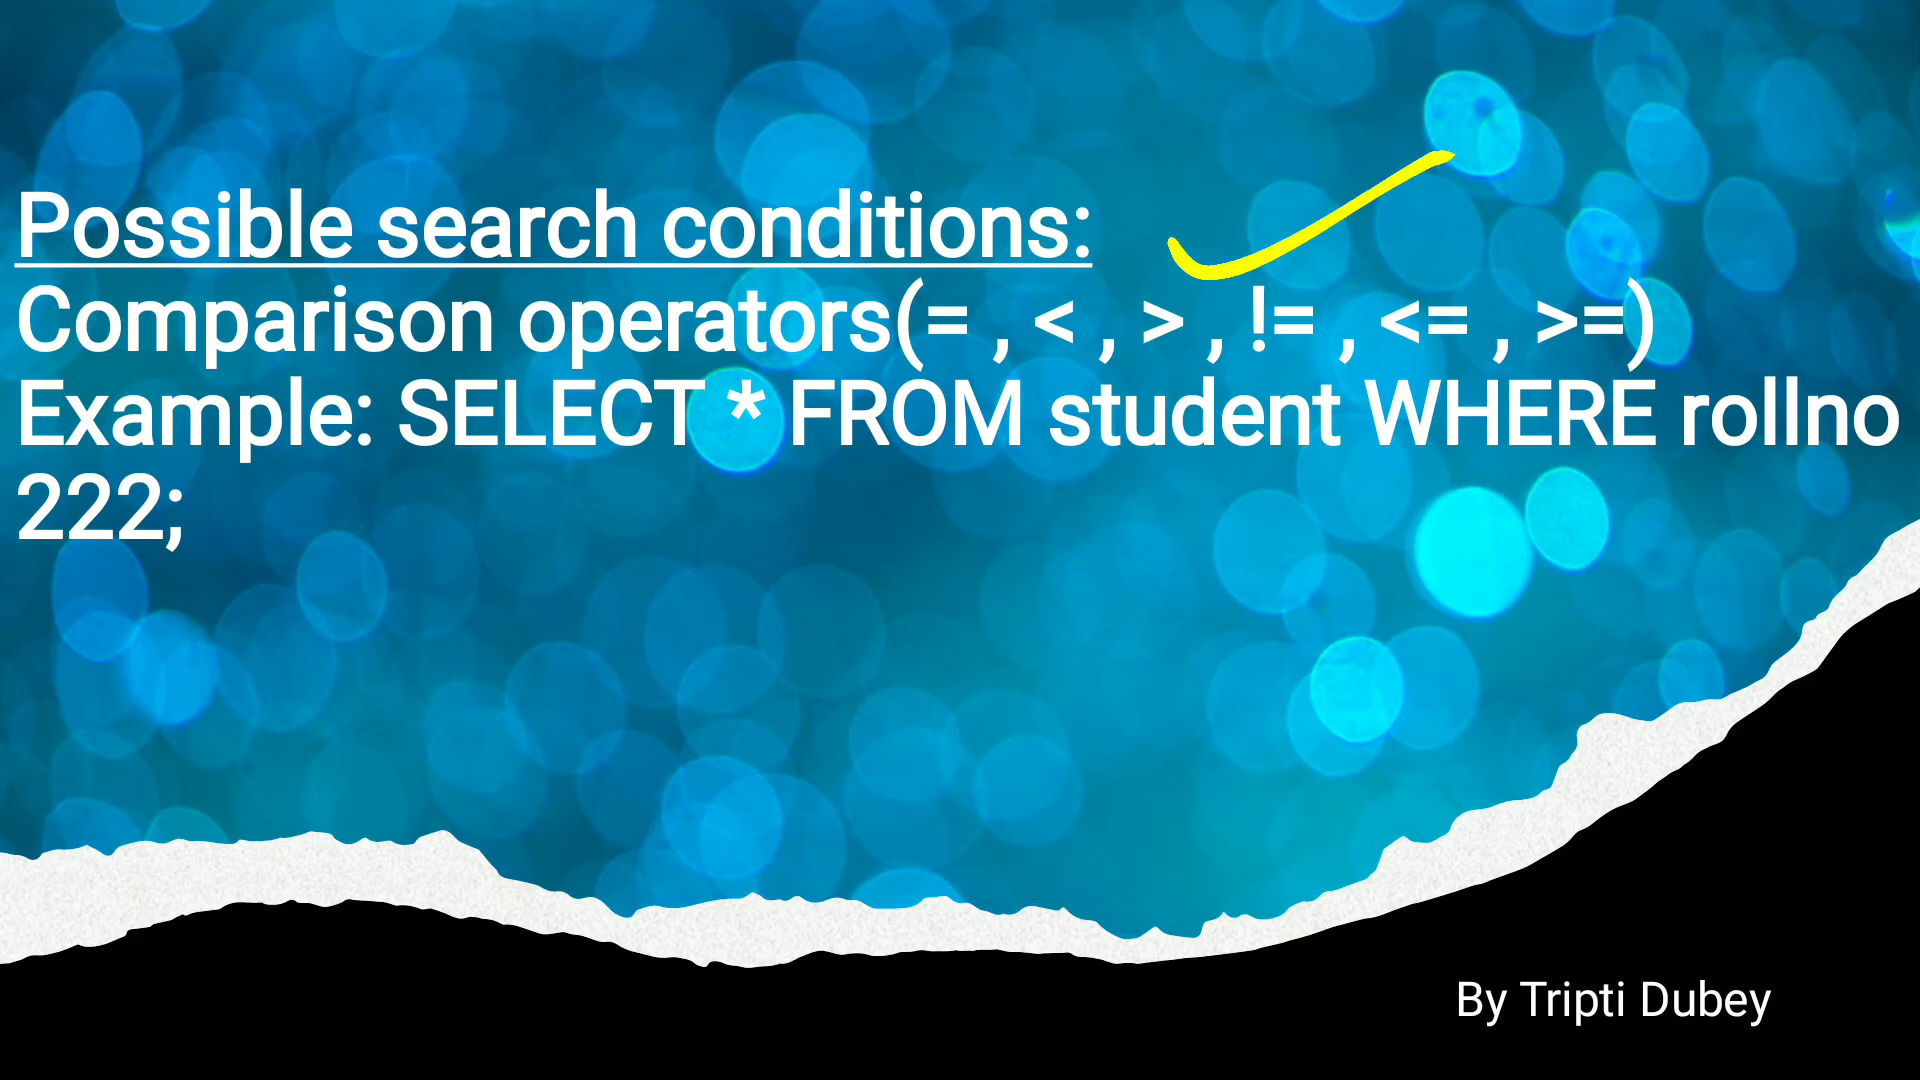 Possible search conditions:
Comparison operators(= , < , > , != , <= , >=)
Example: SELECT * FROM student WHERE rollno
222;
By Tripti Dubey